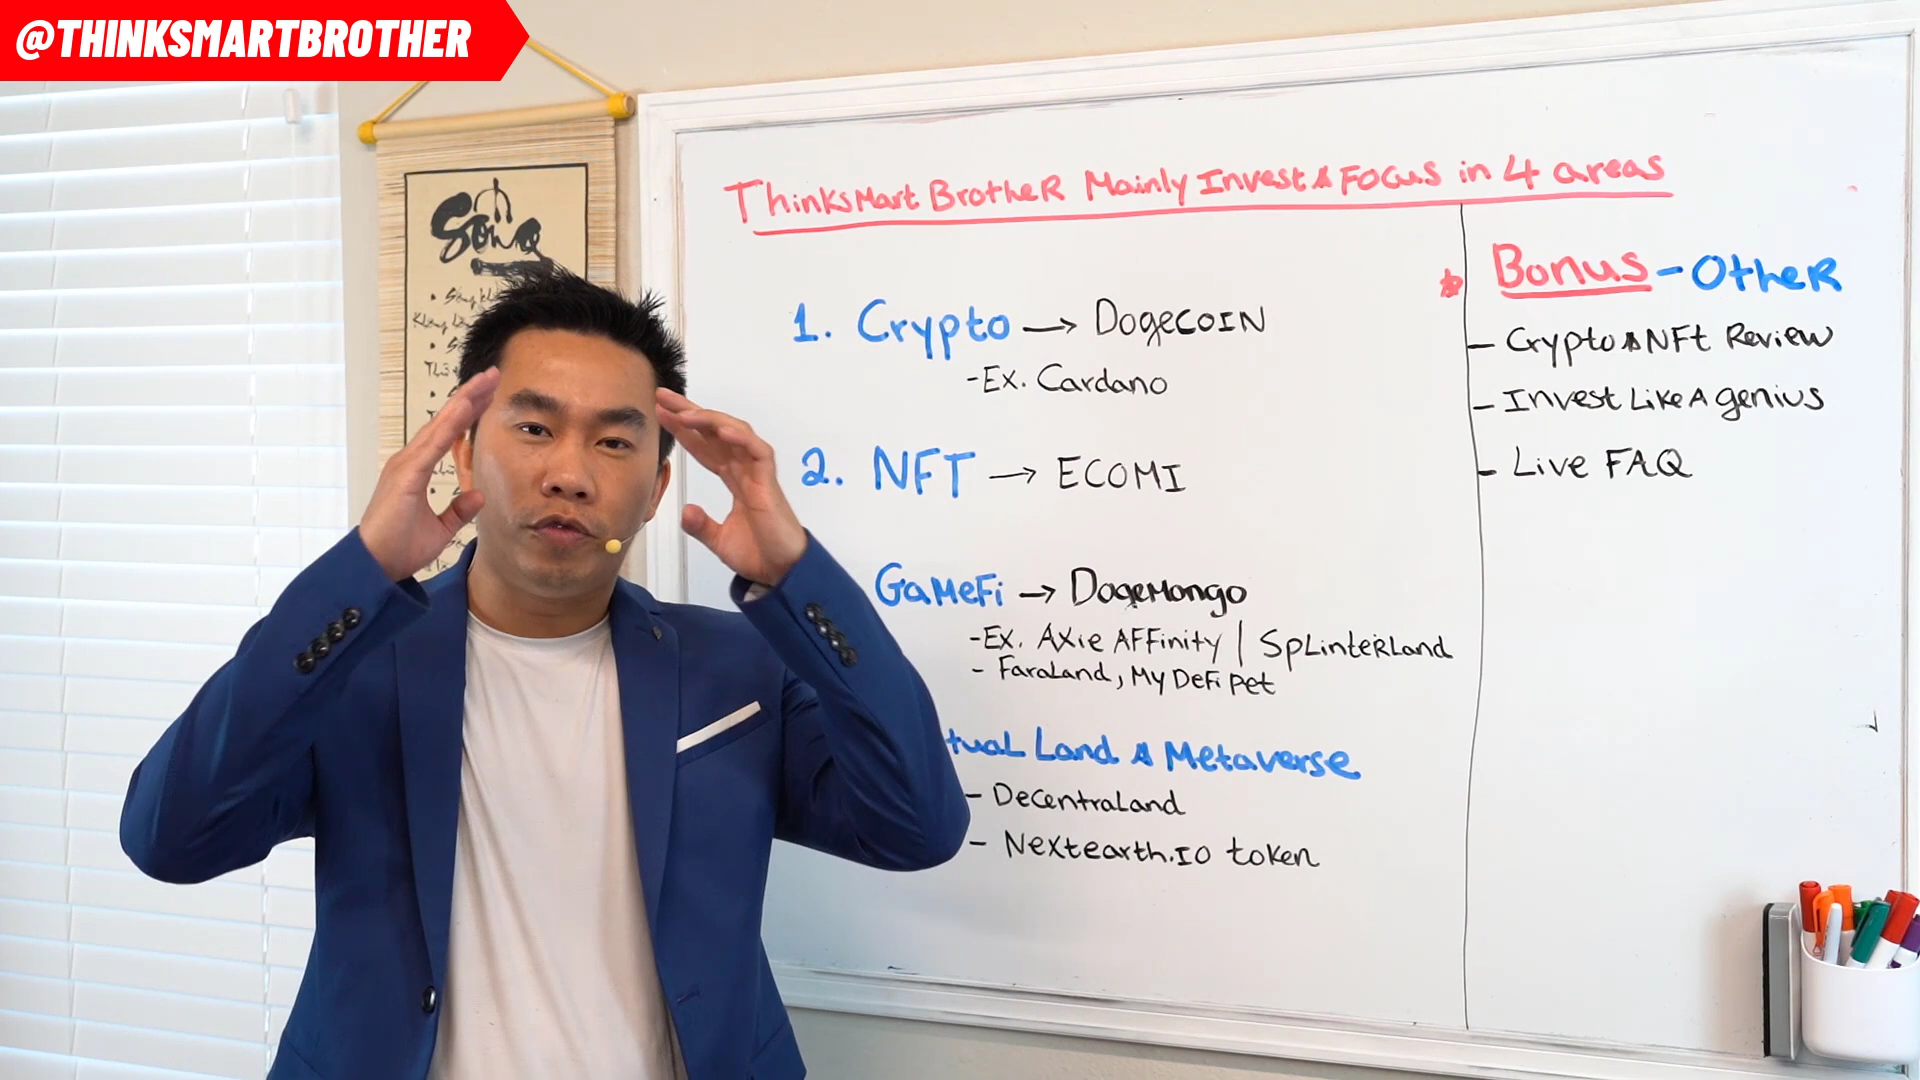 @THINKSMARTBROTHER
ThinkSmart BrotheR Mainly Invest & Focus in 4 areas
1. Crypto → DOgeCOIN
-Ex. Cardano
2. NFT → ECOMI
GaMeFi → DogeMongo
-Ex. AXie AFFinity | SpLinteRLand
- FaraLand, My DeFi pet
tuaL Land & Metaverse
- DeCentraLand
- Nextearth.IO token
Bonus - OtheR
- Crypto & NFt Review
- Invest Like A genius
- Live FAQ
Sống